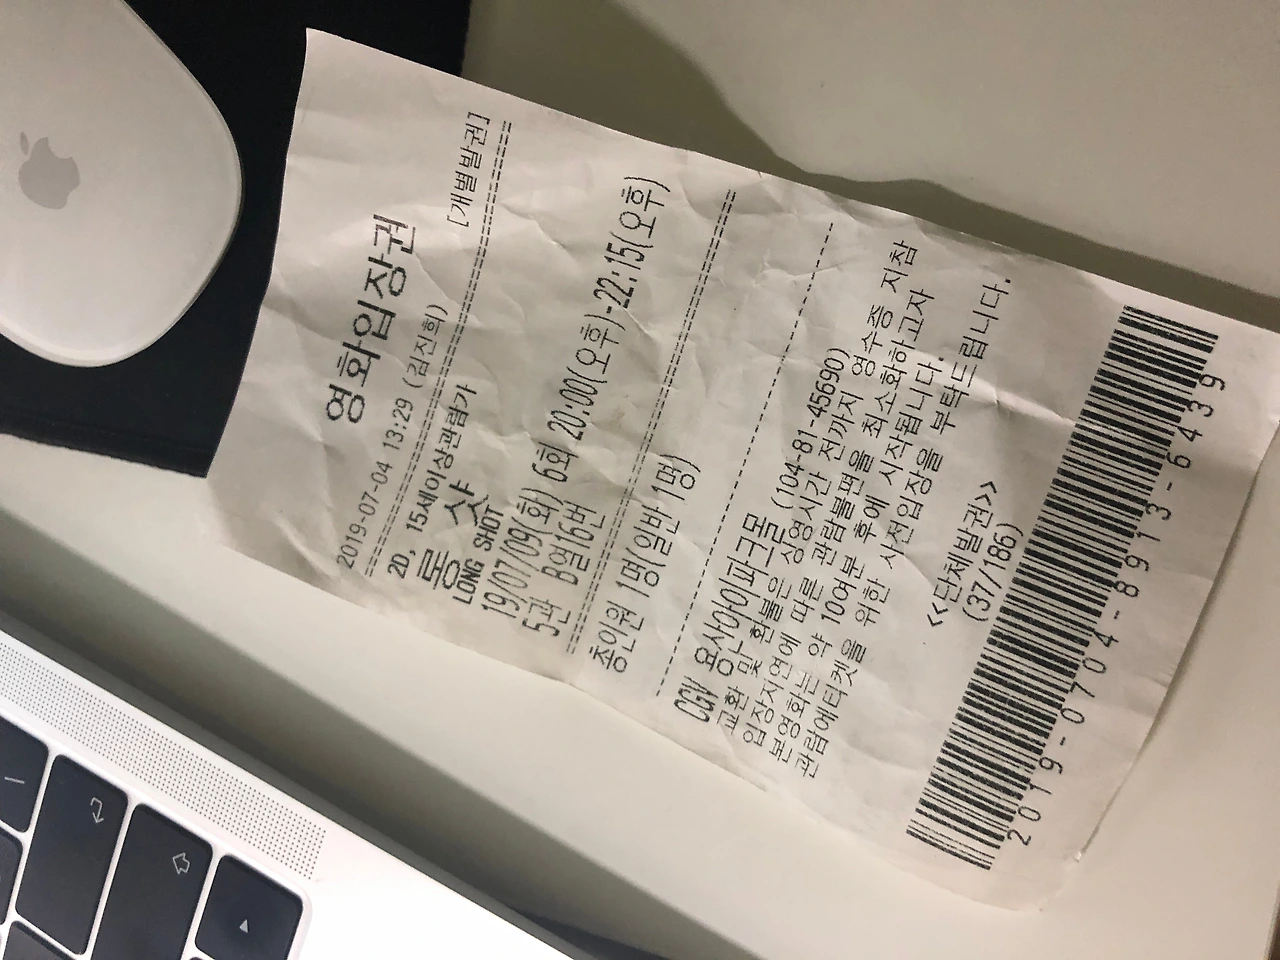 영화입장권
[개별발권]
2019-07-04 13:29 (김진희)
================================
2D, 15세이상관람가
롱 샷
LONG SHOT
19/07/09(화) 6회 20:00(오후)-22:15(오후)
5관 B열16번
================================
총인원 1명(일반 1명)
--------------------------------
CGV 용산아이파크몰 (104-81-45690)
교환 및 환불은 상영시간 전까지 영수증 지참
입장지연에 따른 관람불편을 최소화하고자
본영화는 약 10여분 후에 시작됩니다.
관람에티켓을 위한 사전입장을 부탁드립니다.
<<단체발권>>
(37/186)
2019-0704-8913-6439